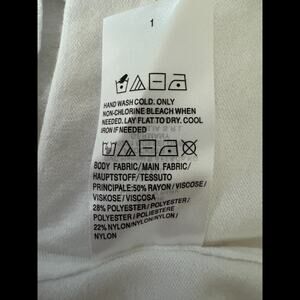 1
HAND WASH COLD. ONLY
NON-CHLORINE BLEACH WHEN
NEEDED. LAY FLAT TO DRY. COOL
IRON IF NEEDED
BODY FABRIC/MAIN FABRIC/
HAUPTSTOFF/TESSUTO
PRINCIPALE:50% RAYON/VISCOSE/
VISKOSE/VISCOSA
28% POLYESTER/POLYESTER/
POLYESTER/POLIESTERE
22% NYLON/NYLON/NYLON/
NYLON